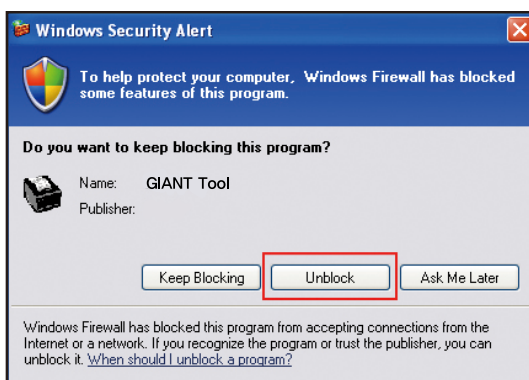 Windows Security Alert
To help protect your computer, Windows Firewall has blocked
some features of this program.
Do you want to keep blocking this program?
Name: GIANT Tool
Publisher:
Keep Blocking Unblock Ask Me Later
Windows Firewall has blocked this program from accepting connections from the
Internet or a network. If you recognize the program or trust the publisher, you can
unblock it. When should I unblock a program?